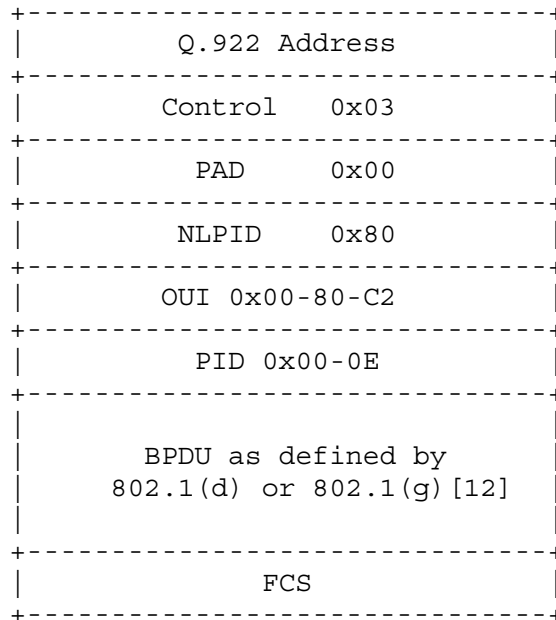 Q.922 Address
Control 0x03
PAD 0x00
NLPID 0x80
OUI 0x00-80-C2
PID 0x00-0E
BPDU as defined by
802.1(d) or 802.1(g)[12]
FCS